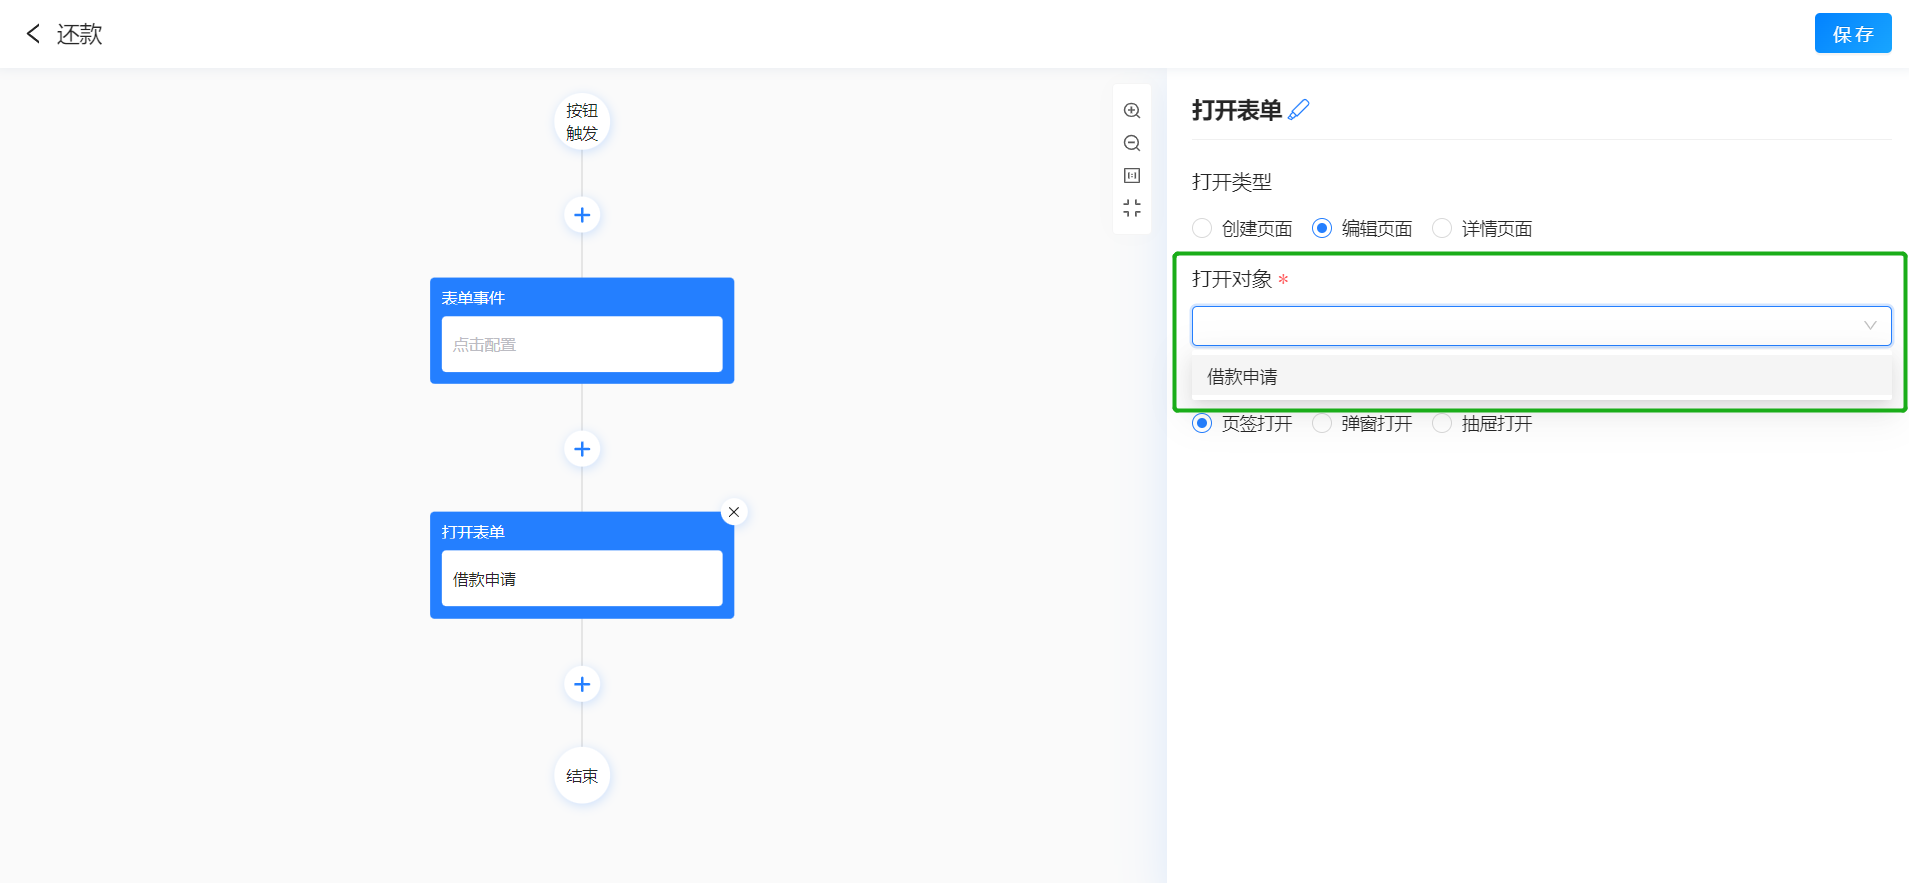 还款
保存
按钮
触发
表单事件
点击配置
打开表单
借款申请
结束
打开表单
打开类型
创建页面 编辑页面 详情页面
打开对象 *
借款申请
页签打开 弹窗打开 抽屉打开